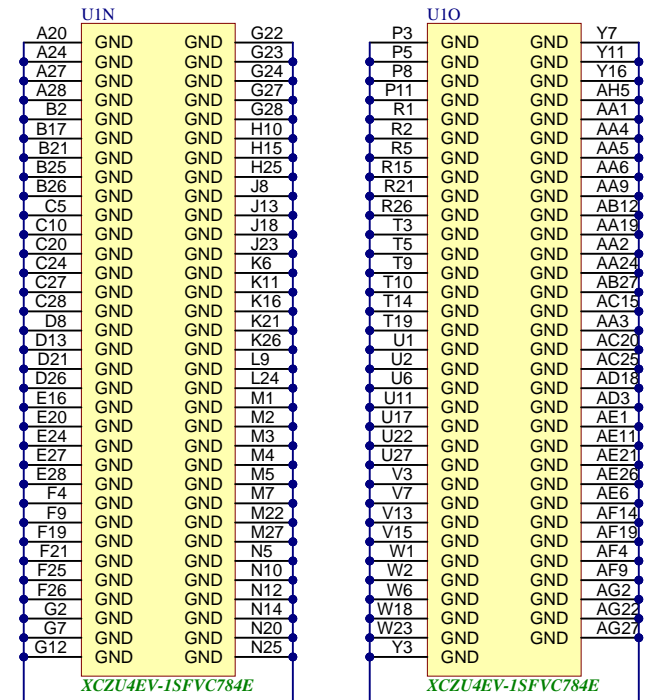 U1N
A20 GND GND G22
A24 GND GND G23
A27 GND GND G24
A28 GND GND G27
B2 GND GND G28
B17 GND GND H10
B21 GND GND H15
B25 GND GND H25
B26 GND GND J8
C5 GND GND J13
C10 GND GND J18
C20 GND GND J23
C24 GND GND K6
C27 GND GND K11
C28 GND GND K16
D8 GND GND K21
D13 GND GND K26
D21 GND GND L9
D26 GND GND L24
E16 GND GND M1
E20 GND GND M2
E24 GND GND M3
E27 GND GND M4
E28 GND GND M5
F4 GND GND M7
F9 GND GND M22
F19 GND GND M27
F21 GND GND N5
F25 GND GND N10
F26 GND GND N12
G2 GND GND N14
G7 GND GND N20
G12 GND GND N25
XCZU4EV-1SFVC784E
U1O
P3 GND GND Y7
P5 GND GND Y11
P8 GND GND Y16
P11 GND GND AH5
R1 GND GND AA1
R2 GND GND AA4
R5 GND GND AA5
R15 GND GND AA6
R21 GND GND AA9
R26 GND GND AB12
T3 GND GND AA19
T5 GND GND AA2
T9 GND GND AA24
T10 GND GND AB27
T14 GND GND AC15
T19 GND GND AA3
U1 GND GND AC20
U2 GND GND AC25
U6 GND GND AD18
U11 GND GND AD3
U17 GND GND AE1
U22 GND GND AE11
U27 GND GND AE21
V3 GND GND AE26
V7 GND GND AE6
V13 GND GND AF14
V15 GND GND AF19
W1 GND GND AF4
W2 GND GND AF9
W6 GND GND AG2
W18 GND GND AG22
W23 GND GND AG27
Y3 GND
XCZU4EV-1SFVC784E